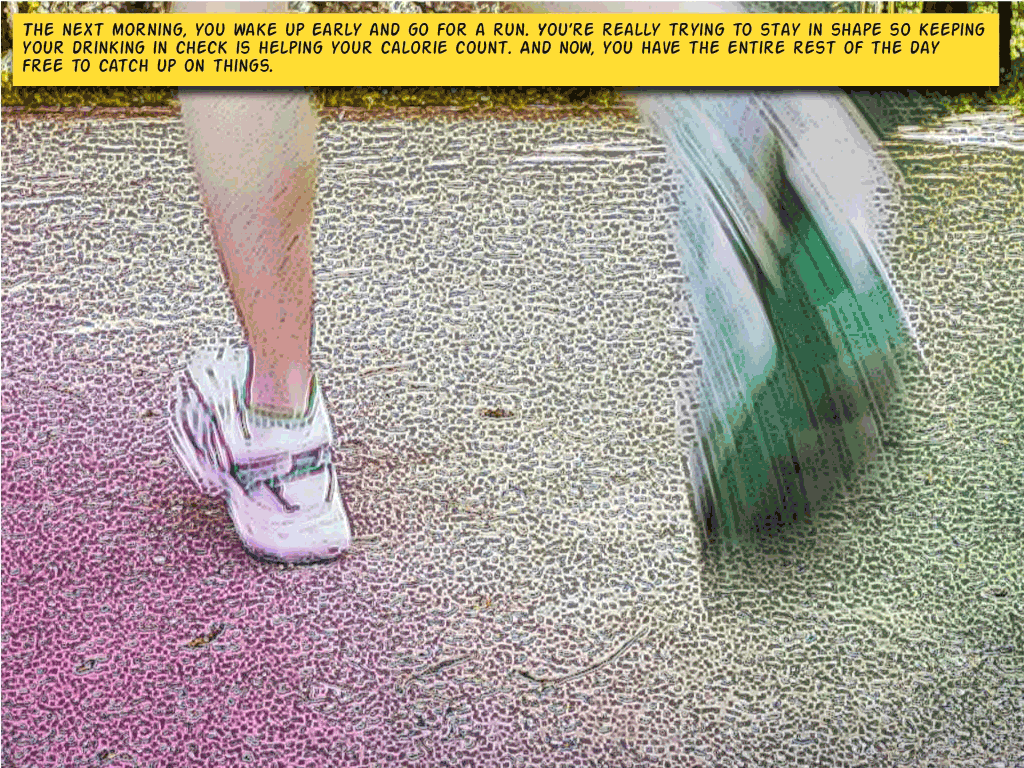 THE NEXT MORNING, YOU WAKE UP EARLY AND GO FOR A RUN. YOU'RE REALLY TRYING TO STAY IN SHAPE SO KEEPING
YOUR DRINKING IN CHECK IS HELPING YOUR CALORIE COUNT. AND NOW, YOU HAVE THE ENTIRE REST OF THE DAY
FREE TO CATCH UP ON THINGS.